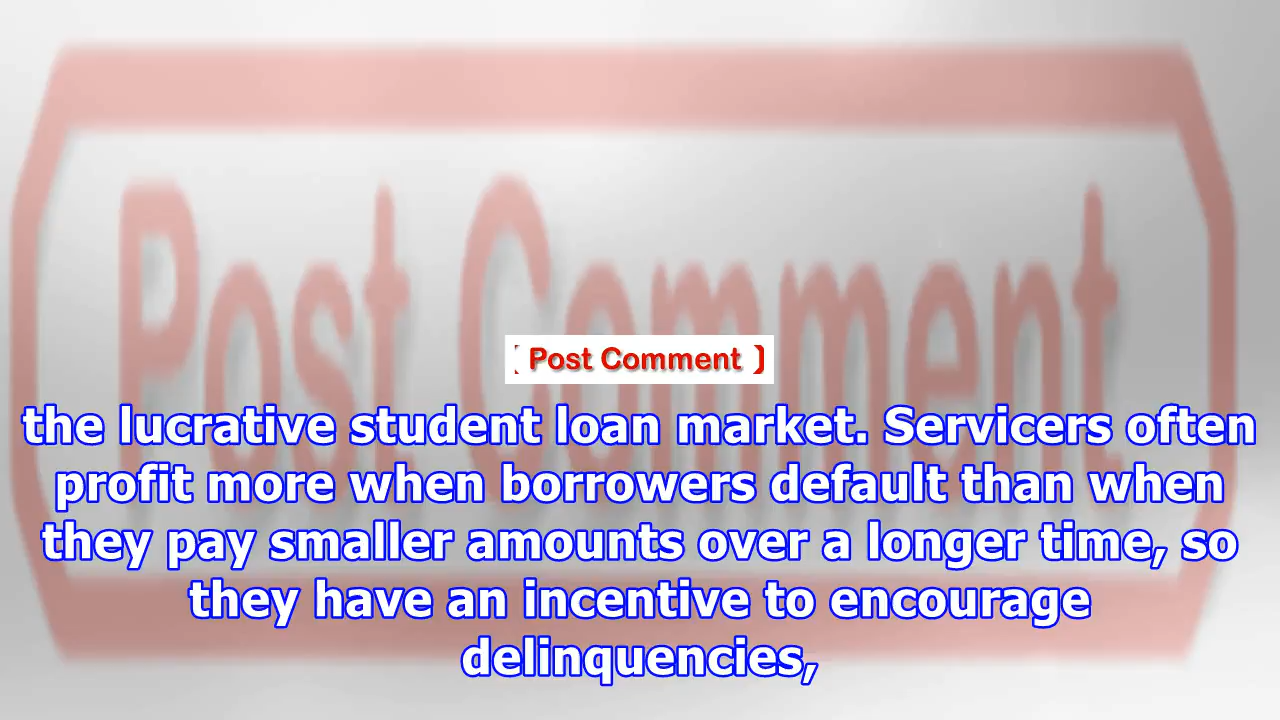 Post Comment
[ Post Comment ]
the lucrative student loan market. Servicers often
profit more when borrowers default than when
they pay smaller amounts over a longer time, so
they have an incentive to encourage
delinquencies,